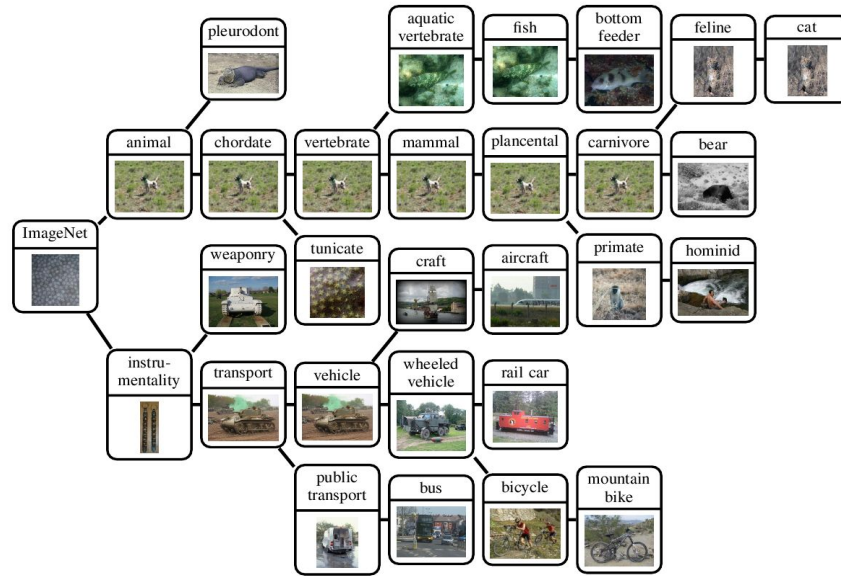 pleurodont
aquatic
vertebrate
fish
bottom
feeder
feline
cat
animal
chordate
vertebrate
mammal
plancental
carnivore
bear
ImageNet
weaponry
tunicate
craft
aircraft
primate
hominid
instru-
mentality
transport
vehicle
wheeled
vehicle
rail car
public
transport
bus
bicycle
mountain
bike